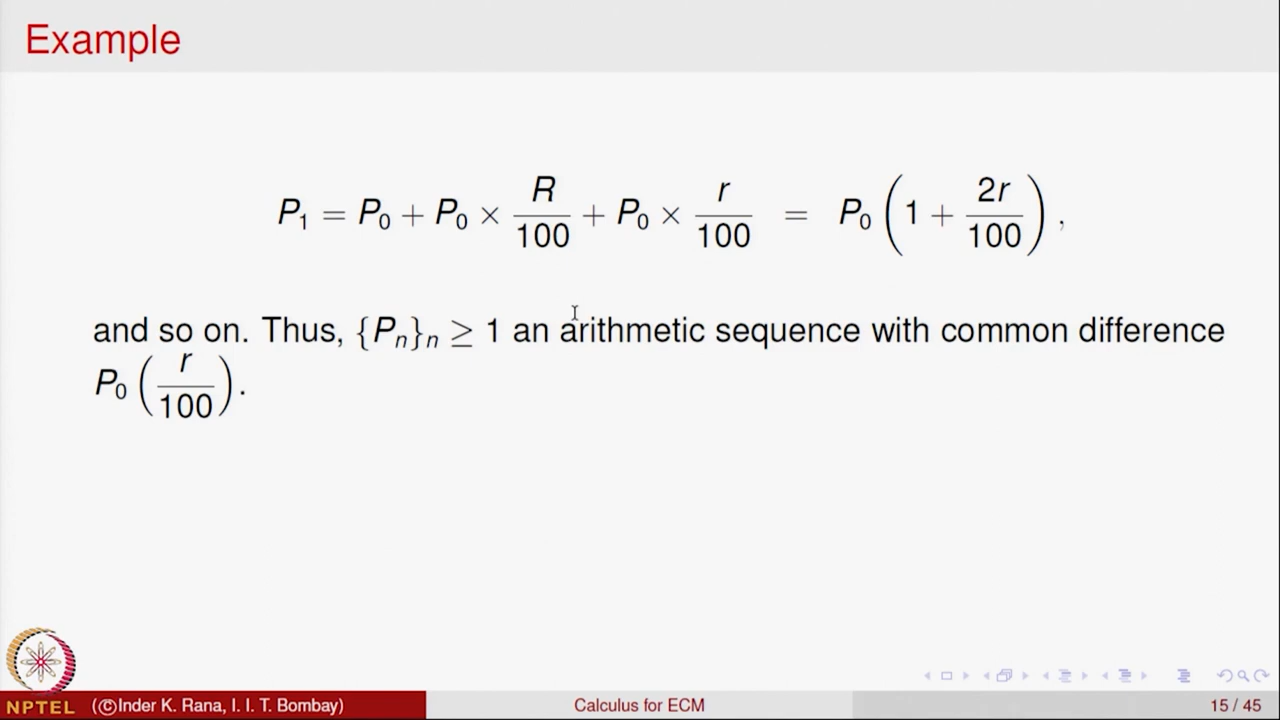 Example
P₁ = P₀ + P₀ × R/100 + P₀ × r/100 = P₀ (1 + 2r/100) ,
and so on. Thus, {Pₙ}ₙ ≥ 1 an arithmetic sequence with common difference
P₀ (r/100) .
NPTEL
(©Inder K. Rana, I. I. T. Bombay)
Calculus for ECM
15 / 45